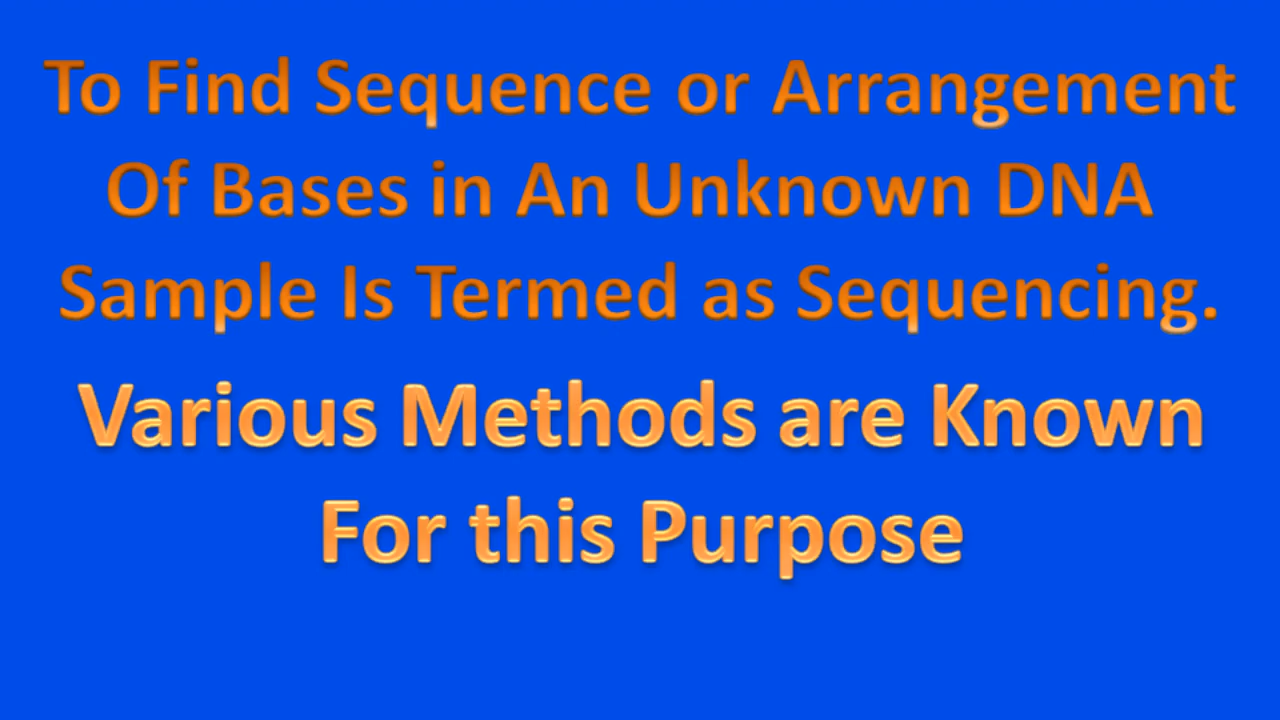 To Find Sequence or Arrangement
Of Bases in An Unknown DNA
Sample Is Termed as Sequencing.
Various Methods are Known
For this Purpose